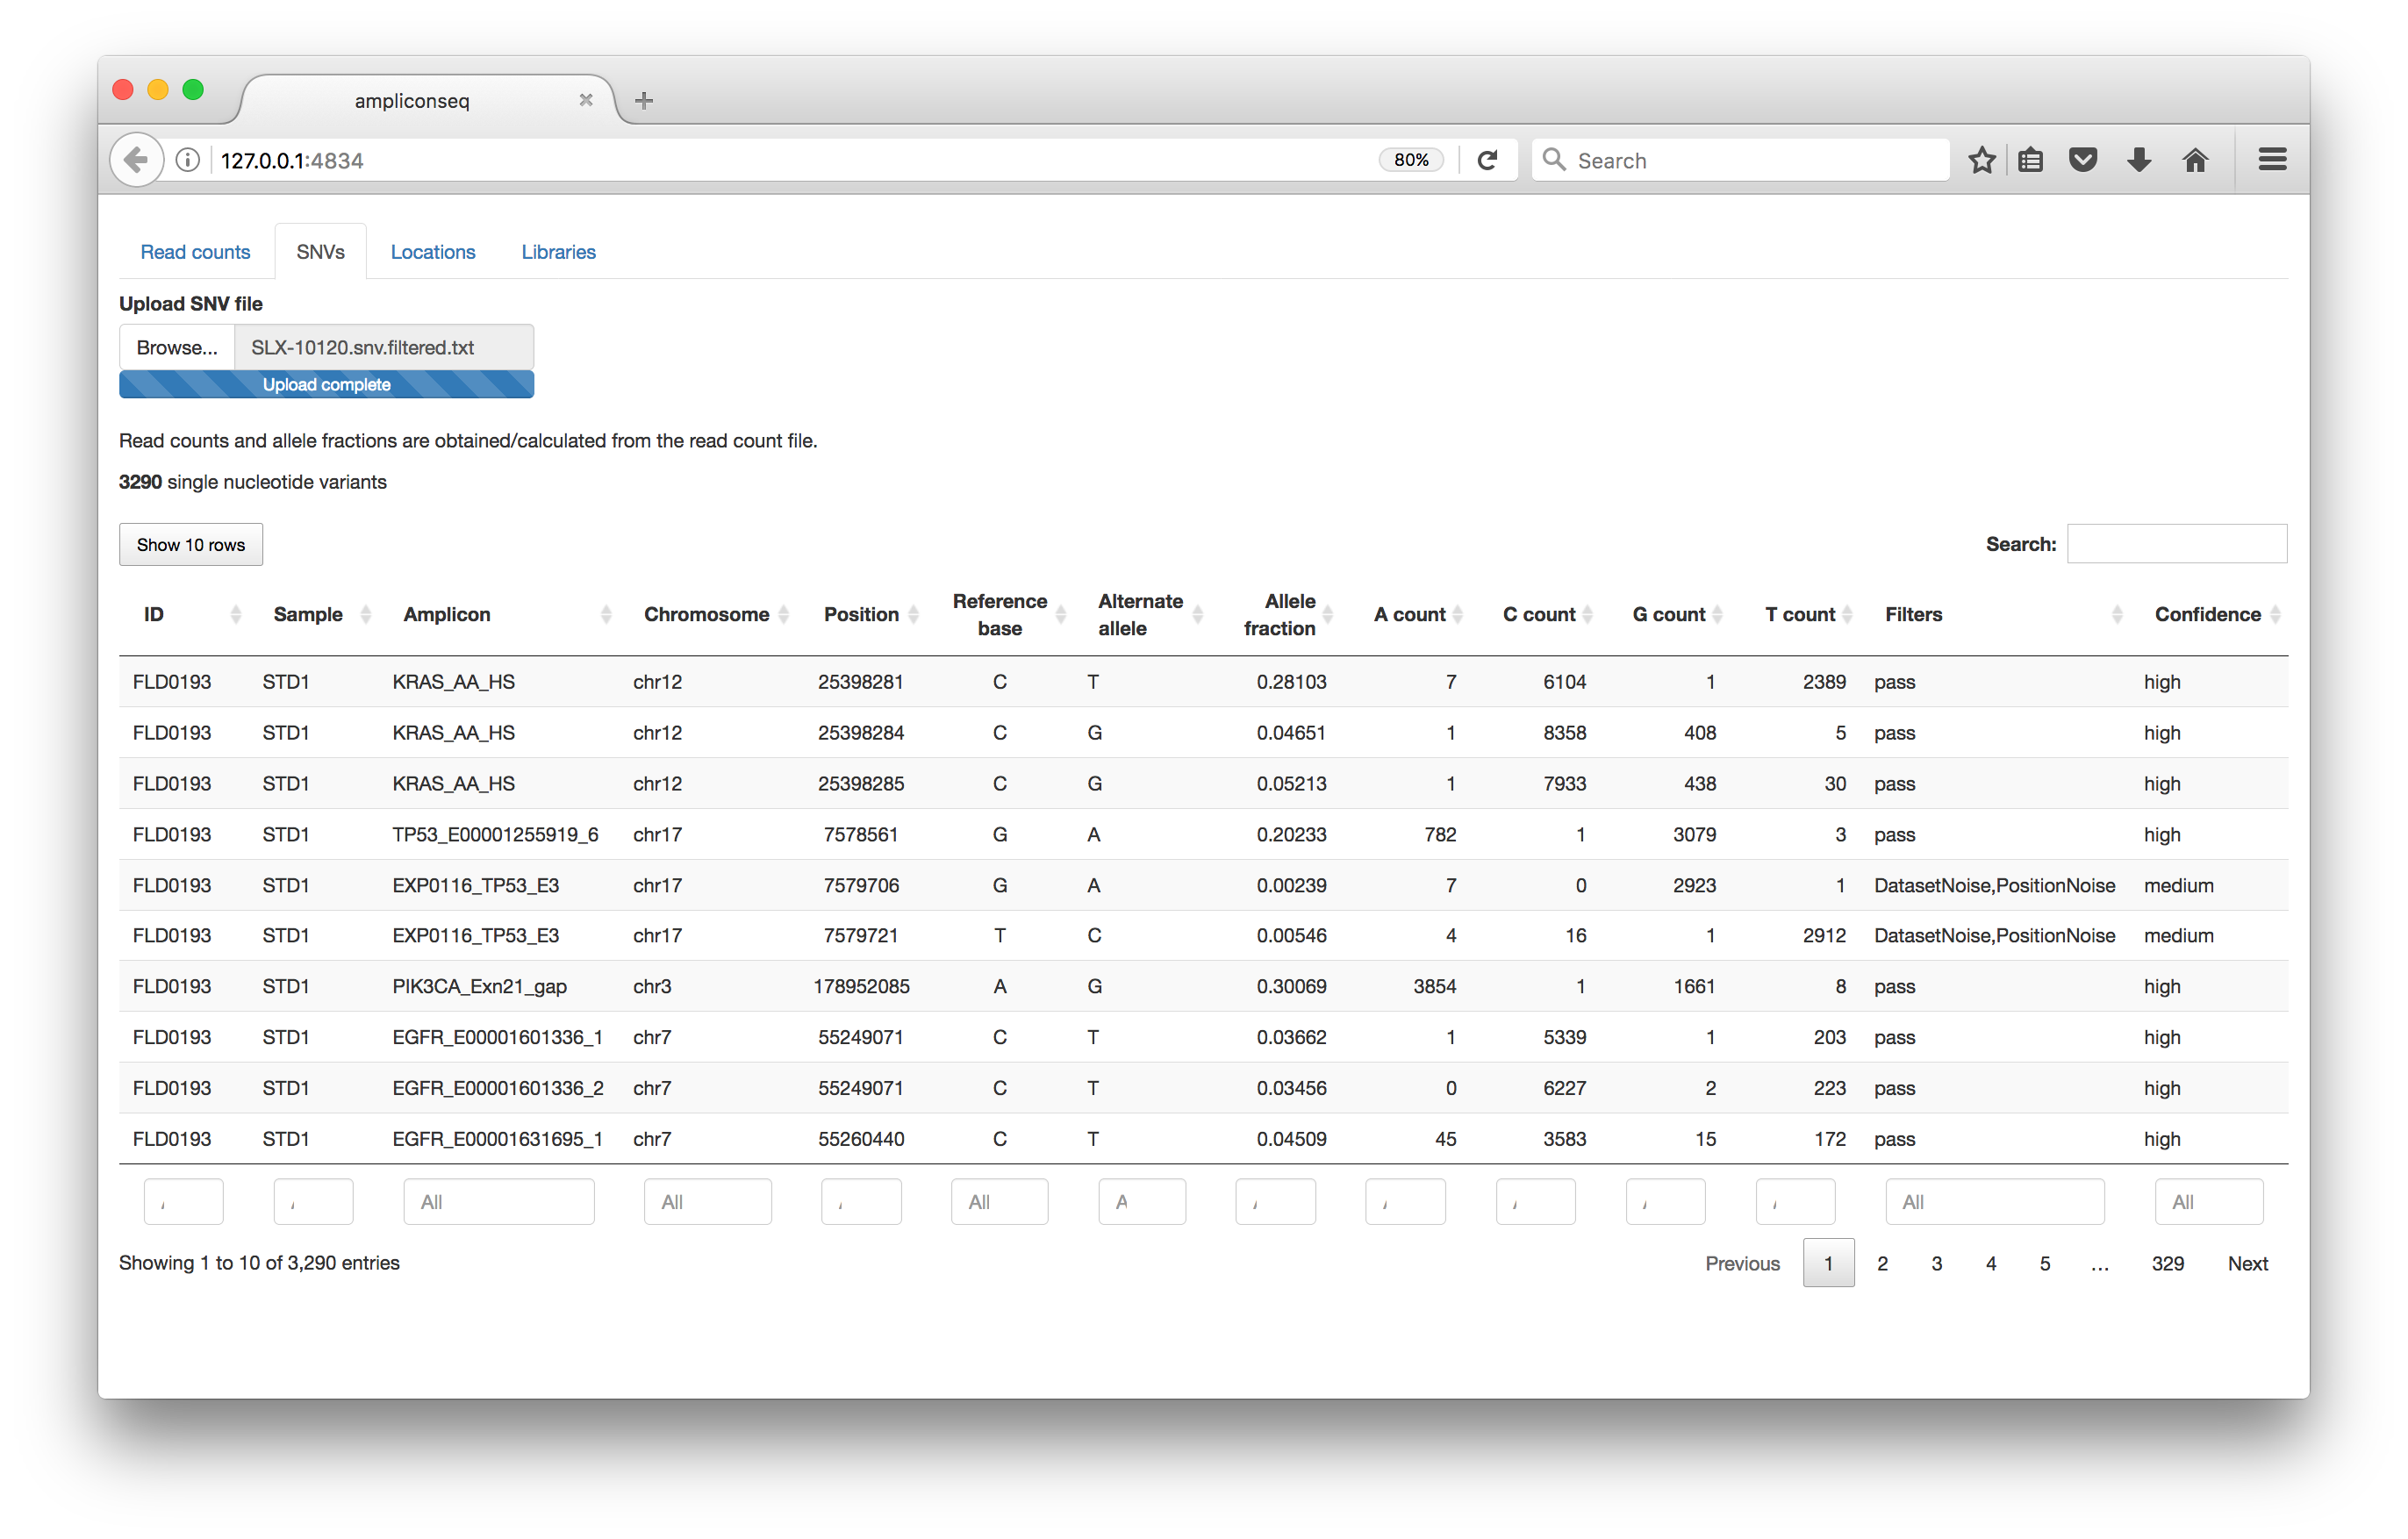 ampliconseq
127.0.0.1:4834 80% Search
Read counts SNVs Locations Libraries
Upload SNV file
Browse... SLX-10120.snv.filtered.txt
Upload complete
Read counts and allele fractions are obtained/calculated from the read count file.
3290 single nucleotide variants
Show 10 rows Search:
ID Sample Amplicon Chromosome Position Reference base Alternate allele Allele fraction A count C count G count T count Filters Confidence
FLD0193 STD1 KRAS_AA_HS chr12 25398281 C T 0.28103 7 6104 1 2389 pass high
FLD0193 STD1 KRAS_AA_HS chr12 25398284 C G 0.04651 1 8358 408 5 pass high
FLD0193 STD1 KRAS_AA_HS chr12 25398285 C G 0.05213 1 7933 438 30 pass high
FLD0193 STD1 TP53_E00001255919_6 chr17 7578561 G A 0.20233 782 1 3079 3 pass high
FLD0193 STD1 EXP0116_TP53_E3 chr17 7579706 G A 0.00239 7 0 2923 1 DatasetNoise,PositionNoise medium
FLD0193 STD1 EXP0116_TP53_E3 chr17 7579721 T C 0.00546 4 16 1 2912 DatasetNoise,PositionNoise medium
FLD0193 STD1 PIK3CA_Exn21_gap chr3 178952085 A G 0.30069 3854 1 1661 8 pass high
FLD0193 STD1 EGFR_E00001601336_1 chr7 55249071 C T 0.03662 1 5339 1 203 pass high
FLD0193 STD1 EGFR_E00001601336_2 chr7 55249071 C T 0.03456 0 6227 2 223 pass high
FLD0193 STD1 EGFR_E00001631695_1 chr7 55260440 C T 0.04509 45 3583 15 172 pass high
All All All All All
Showing 1 to 10 of 3,290 entries Previous 1 2 3 4 5 ... 329 Next